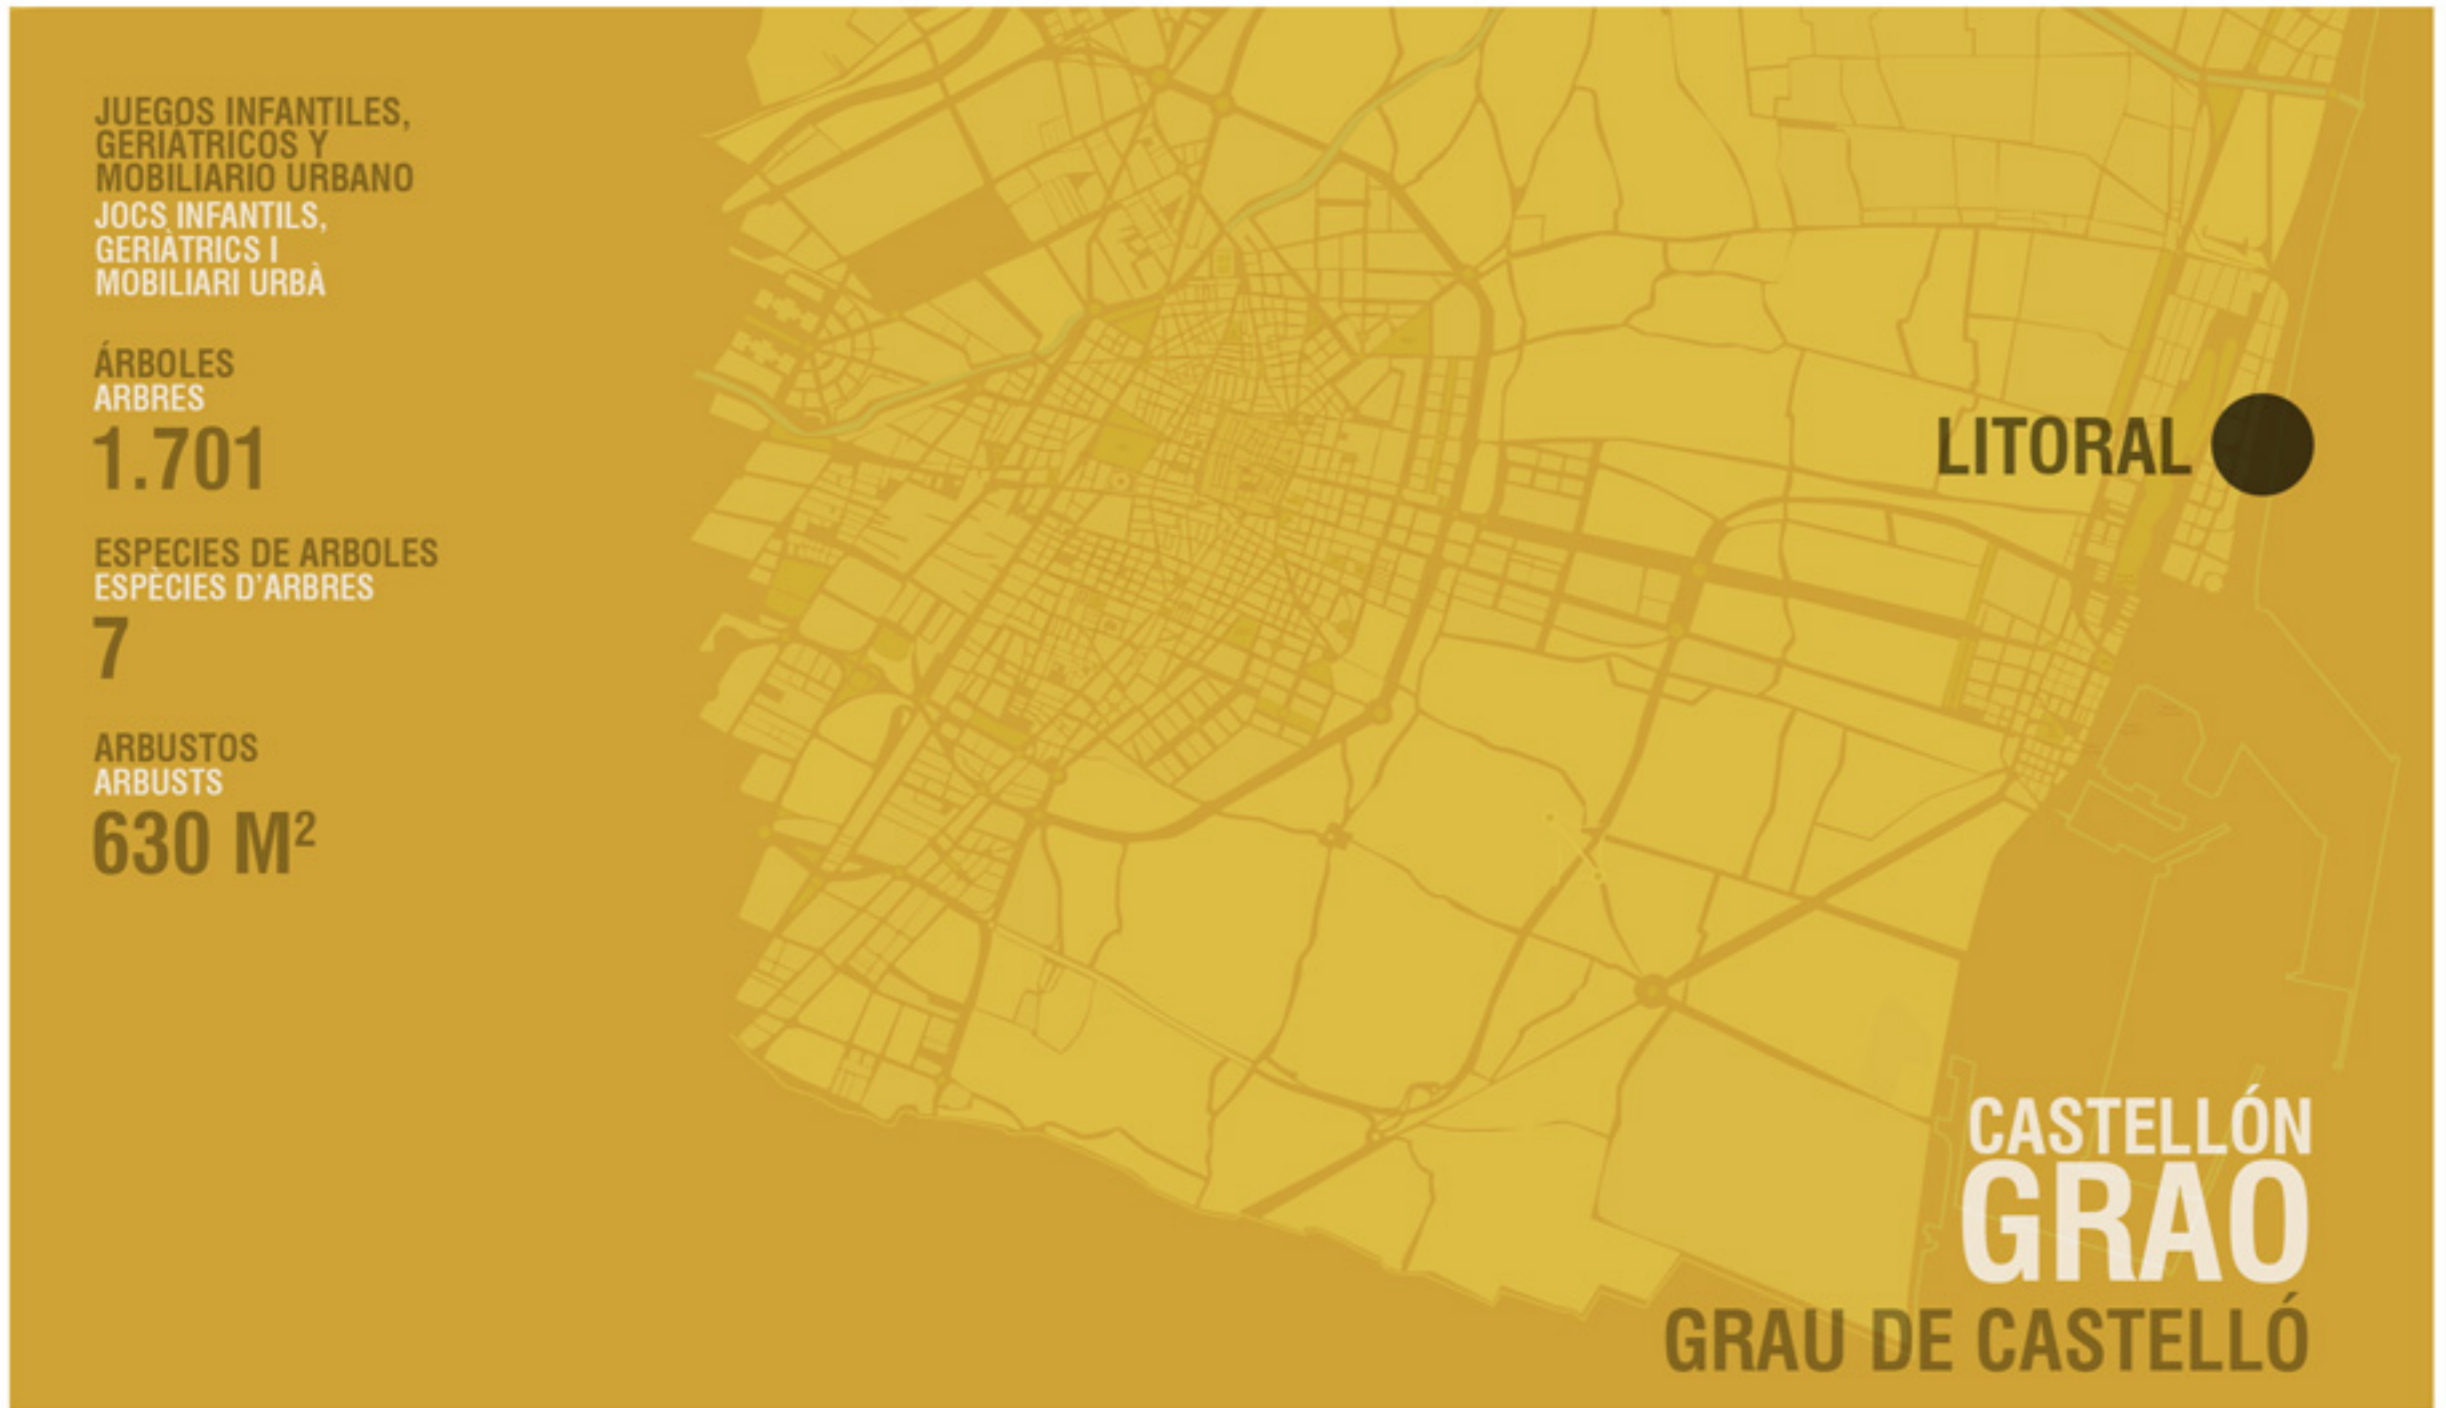 JUEGOS INFANTILES,
GERIÁTRICOS Y
MOBILIARIO URBANO
JOCS INFANTILS,
GERIÀTRICS I
MOBILIARI URBÀ
ÁRBOLES
ARBRES
1.701
ESPECIES DE ARBOLES
ESPÈCIES D'ARBRES
7
ARBUSTOS
ARBUSTS
630 M²
LITORAL
CASTELLÓN
GRAO
GRAU DE CASTELLÓ